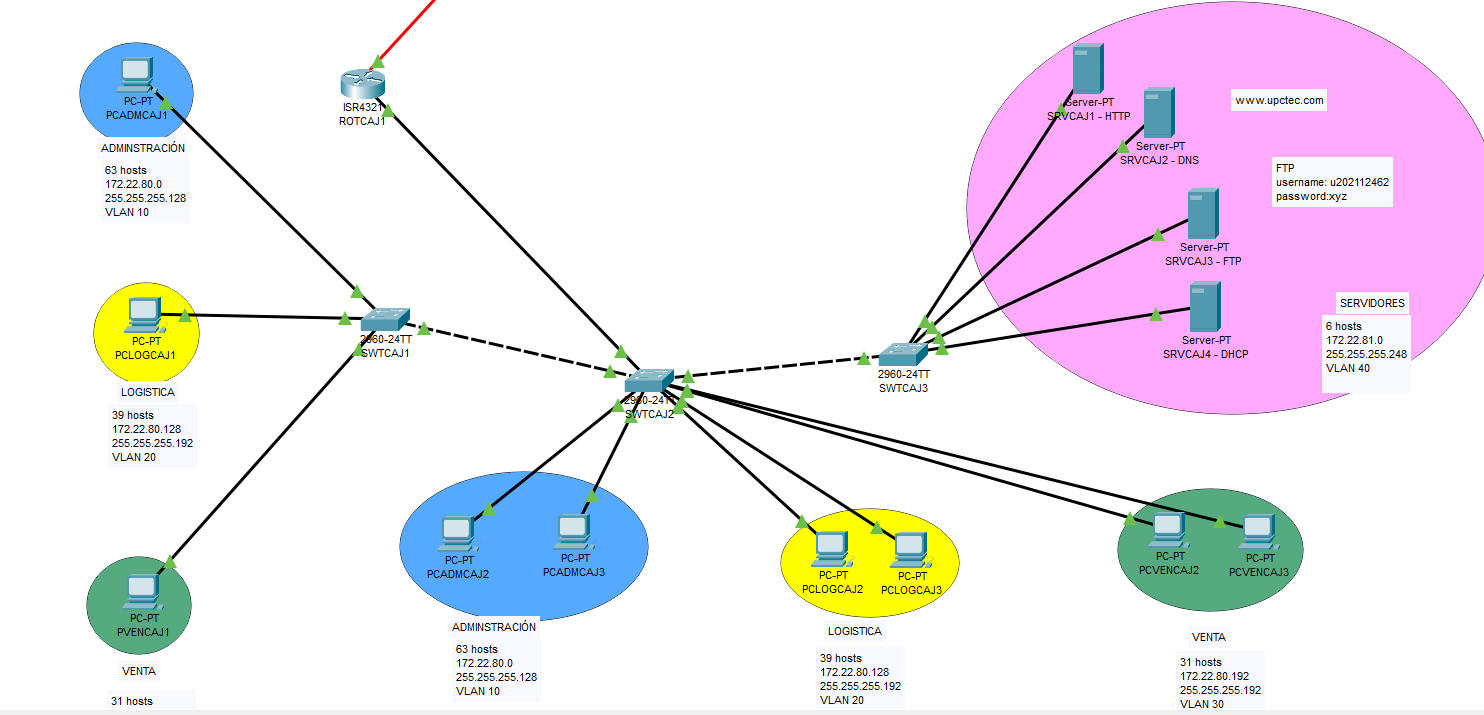 PC-PT
PCADMCAJ1
ADMINSTRACIÓN
63 hosts
172.22.80.0
255.255.255.128
VLAN 10
ISR4321
ROTCAJ1
Server-PT
SRVCAJ1 - HTTP
Server-PT
SRVCAJ2 - DNS
www.upctec.com
FTP
username: u202112462
password:xyz
Server-PT
SRVCAJ3 - FTP
Server-PT
SRVCAJ4 - DHCP
SERVIDORES
6 hosts
172.22.81.0
255.255.255.248
VLAN 40
PC-PT
PCLOGCAJ1
LOGISTICA
39 hosts
172.22.80.128
255.255.255.192
VLAN 20
2960-24TT
SWTCAJ1
2960-24TT
SWTCAJ2
2960-24TT
SWTCAJ3
PC-PT
PVENCAJ1
VENTA
31 hosts
PC-PT
PCADMCAJ2
PC-PT
PCADMCAJ3
ADMINSTRACIÓN
63 hosts
172.22.80.0
255.255.255.128
VLAN 10
PC-PT
PCLOGCAJ2
PC-PT
PCLOGCAJ3
LOGISTICA
39 hosts
172.22.80.128
255.255.255.192
VLAN 20
PC-PT
PCVENCAJ2
PC-PT
PCVENCAJ3
VENTA
31 hosts
172.22.80.192
255.255.255.192
VLAN 30